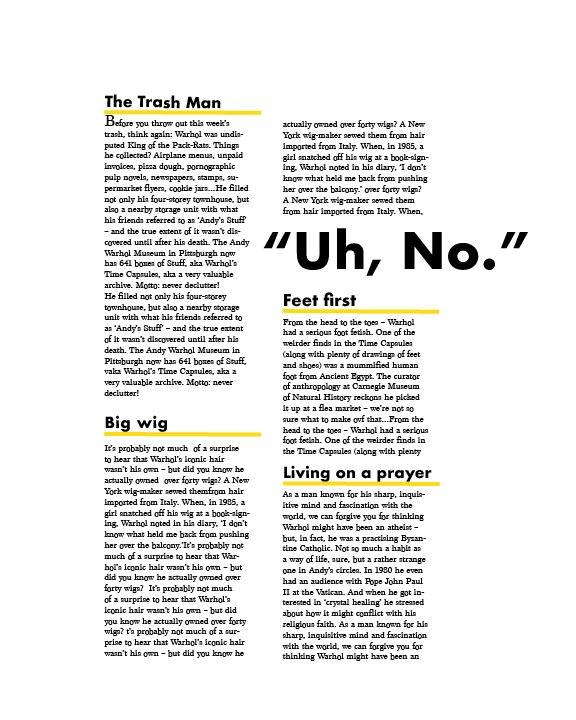 The Trash Man
Before you throw out this week's
trash, think again: Warhol was undis-
puted King of the Pack-Rats. Things
he collected? Airplane menus, unpaid
invoices, pizza dough, pornographic
pulp novels, newspapers, stamps, su-
permarket flyers, cookie jars...He filled
not only his four-storey townhouse, but
also a nearby storage unit with what
his friends referred to as 'Andy's Stuff'
– and the true extent of it wasn't dis-
covered until after his death. The Andy
Warhol Museum in Pittsburgh now
has 641 boxes of Stuff, aka Warhol's
Time Capsules, aka a very valuable
archive. Motto: never declutter!
He filled not only his four-storey
townhouse, but also a nearby storage
unit with what his friends referred to
as 'Andy's Stuff' – and the true extent
of it wasn't discovered until after his
death. The Andy Warhol Museum in
Pittsburgh now has 641 boxes of Stuff,
vaka Warhol's Time Capsules, aka a
very valuable archive. Motto: never
declutter!
Big wig
It's probably not much of a surprise
to hear that Warhol's iconic hair
wasn't his own – but did you know he
actually owned over forty wigs? A New
York wig-maker sewed themfrom hair
imported from Italy. When, in 1985, a
girl snatched off his wig at a book-sign-
ing, Warhol noted in his diary, 'I don't
know what held me back from pushing
her over the balcony.'It's probably not
much of a surprise to hear that War-
hol's iconic hair wasn't his own – but
did you know he actually owned over
forty wigs? It's probably not much
of a surprise to hear that Warhol's
iconic hair wasn't his own – but did
you know he actually owned over forty
wigs? t's probably not much of a sur-
prise to hear that Warhol's iconic hair
wasn't his own – but did you know he
actually owned over forty wigs? A New
York wig-maker sewed them from hair
imported from Italy. When, in 1985, a
girl snatched off his wig at a book-sign-
ing, Warhol noted in his diary, 'I don't
know what held me back from pushing
her over the balcony.' over forty wigs?
A New York wig-maker sewed them
from hair imported from Italy. When,
“Uh, No.”
Feet first
From the head to the toes – Warhol
had a serious foot fetish. One of the
weirder finds in the Time Capsules
(along with plenty of drawings of feet
and shoes) was a mummified human
foot from Ancient Egypt. The curator
of anthropology at Carnegie Museum
of Natural History reckons he picked
it up at a flea market – we're not so
sure what to make ovf that...From the
head to the toes – Warhol had a serious
foot fetish. One of the weirder finds in
the Time Capsules (along with plenty
Living on a prayer
As a man known for his sharp, inquis-
itive mind and fascination with the
world, we can forgive you for thinking
Warhol might have been an atheist –
but, in fact, he was a practising Byzan-
tine Catholic. Not so much a habit as
a way of life, sure, but a rather strange
one in Andy's circles. In 1980 he even
had an audience with Pope John Paul
II at the Vatican. And when he got in-
terested in 'crystal healing' he stressed
about how it might conflict with his
religious faith. As a man known for his
sharp, inquisitive mind and fascination
with the world, we can forgive you for
thinking Warhol might have been an